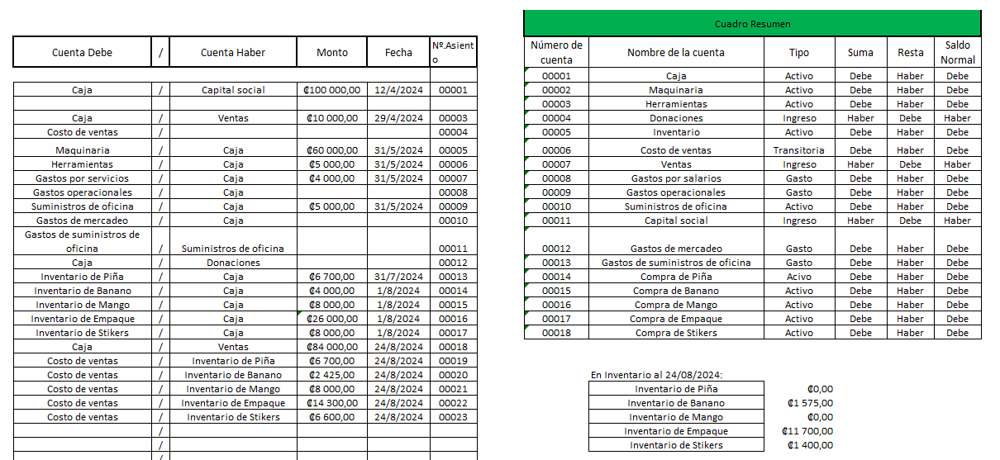 Cuenta Debe / Cuenta Haber Monto Fecha Nº.Asiento
Caja / Capital social ₡100 000,00 12/4/2024 00001
/
Caja / Ventas ₡10 000,00 29/4/2024 00003
Costo de ventas / 00004
Maquinaria / Caja ₡60 000,00 31/5/2024 00005
Herramientas / Caja ₡5 000,00 31/5/2024 00006
Gastos por servicios / Caja ₡4 000,00 31/5/2024 00007
Gastos operacionales / Caja 00008
Suministros de oficina / Caja ₡5 000,00 31/5/2024 00009
Gastos de mercadeo / Caja 00010
Gastos de suministros de
oficina / Suministros de oficina 00011
Caja / Donaciones 00012
Inventario de Piña / Caja ₡6 700,00 31/7/2024 00013
Inventario de Banano / Caja ₡4 000,00 1/8/2024 00014
Inventario de Mango / Caja ₡8 000,00 1/8/2024 00015
Inventario de Empaque / Caja ₡26 000,00 1/8/2024 00016
Inventario de Stikers / Caja ₡8 000,00 1/8/2024 00017
Caja / Ventas ₡84 000,00 24/8/2024 00018
Costo de ventas / Inventario de Piña ₡6 700,00 24/8/2024 00019
Costo de ventas / Inventario de Banano ₡2 425,00 24/8/2024 00020
Costo de ventas / Inventario de Mango ₡8 000,00 24/8/2024 00021
Costo de ventas / Inventario de Empaque ₡14 300,00 24/8/2024 00022
Costo de ventas / Inventario de Stikers ₡6 600,00 24/8/2024 00023
/
/
/
Cuadro Resumen
Número de cuenta Nombre de la cuenta Tipo Suma Resta Saldo Normal
00001 Caja Activo Debe Haber Debe
00002 Maquinaria Activo Debe Haber Debe
00003 Herramientas Activo Debe Haber Debe
00004 Donaciones Ingreso Haber Debe Haber
00005 Inventario Activo Debe Haber Debe
00006 Costo de ventas Transitoria Debe Haber Debe
00007 Ventas Ingreso Haber Debe Haber
00008 Gastos por salarios Gasto Debe Haber Debe
00009 Gastos operacionales Gasto Debe Haber Debe
00010 Suministros de oficina Activo Debe Haber Debe
00011 Capital social Ingreso Haber Debe Haber
00012 Gastos de mercadeo Gasto Debe Haber Debe
00013 Gastos de suministros de oficina Gasto Debe Haber Debe
00014 Compra de Piña Acivo Debe Haber Debe
00015 Compra de Banano Activo Debe Haber Debe
00016 Compra de Mango Activo Debe Haber Debe
00017 Compra de Empaque Activo Debe Haber Debe
00018 Compra de Stikers Activo Debe Haber Debe
En Inventario al 24/08/2024:
Inventario de Piña ₡0,00
Inventario de Banano ₡1 575,00
Inventario de Mango ₡0,00
Inventario de Empaque ₡11 700,00
Inventario de Stikers ₡1 400,00